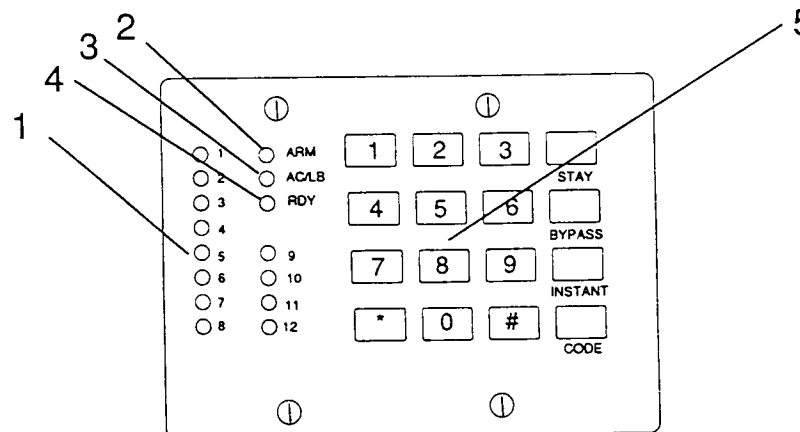 2
3
4
1
5
1 ARM 1 2 3
2 AC/LB STAY
3 RDY 4 5 6
4 BYPASS
5 9 7 8 9
6 10 INSTANT
7 11 * 0 #
8 12 CODE